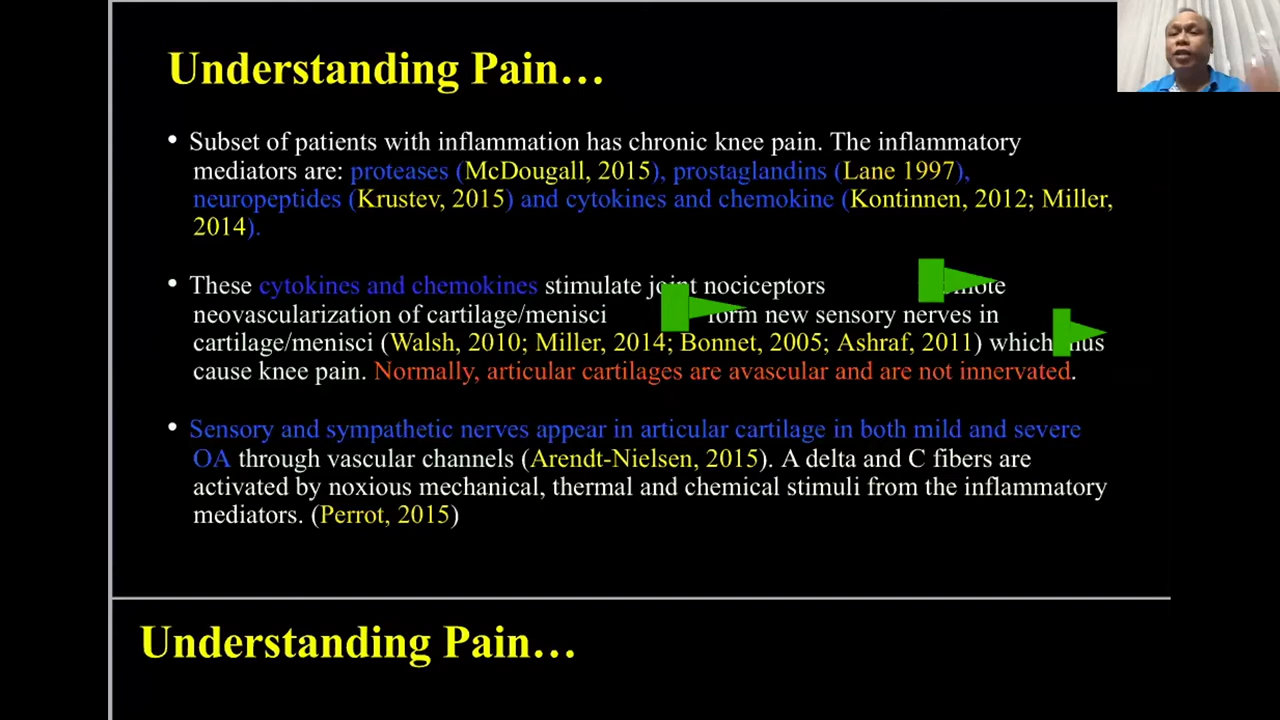 Understanding Pain…
• Subset of patients with inflammation has chronic knee pain. The inflammatory
mediators are: proteases (McDougall, 2015), prostaglandins (Lane 1997),
neuropeptides (Krustev, 2015) and cytokines and chemokine (Kontinnen, 2012; Miller,
2014).
• These cytokines and chemokines stimulate joint nociceptors
neovascularization of cartilage/menisci form new sensory nerves in
cartilage/menisci (Walsh, 2010; Miller, 2014; Bonnet, 2005; Ashraf, 2011) which
cause knee pain. Normally, articular cartilages are avascular and are not innervated.
• Sensory and sympathetic nerves appear in articular cartilage in both mild and severe
OA through vascular channels (Arendt-Nielsen, 2015). A delta and C fibers are
activated by noxious mechanical, thermal and chemical stimuli from the inflammatory
mediators. (Perrot, 2015)
Understanding Pain…